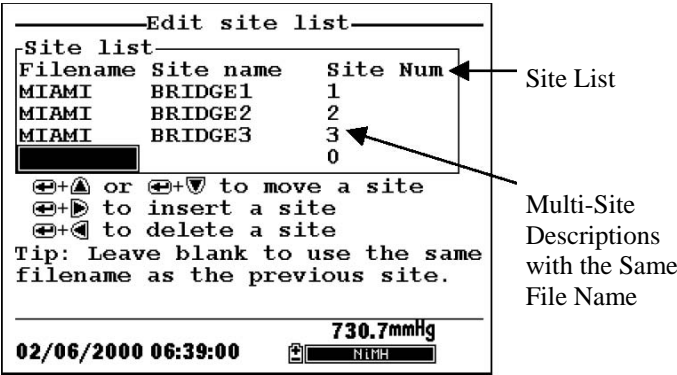 Edit site list
Site list
Filename Site name Site Num
MIAMI BRIDGE1 1
MIAMI BRIDGE2 2
MIAMI BRIDGE3 3
0
+ or + to move a site
+ to insert a site
+ to delete a site
Tip: Leave blank to use the same
filename as the previous site.
730.7mmHg
02/06/2000 06:39:00 NiMH
Site List
Multi-Site
Descriptions
with the Same
File Name